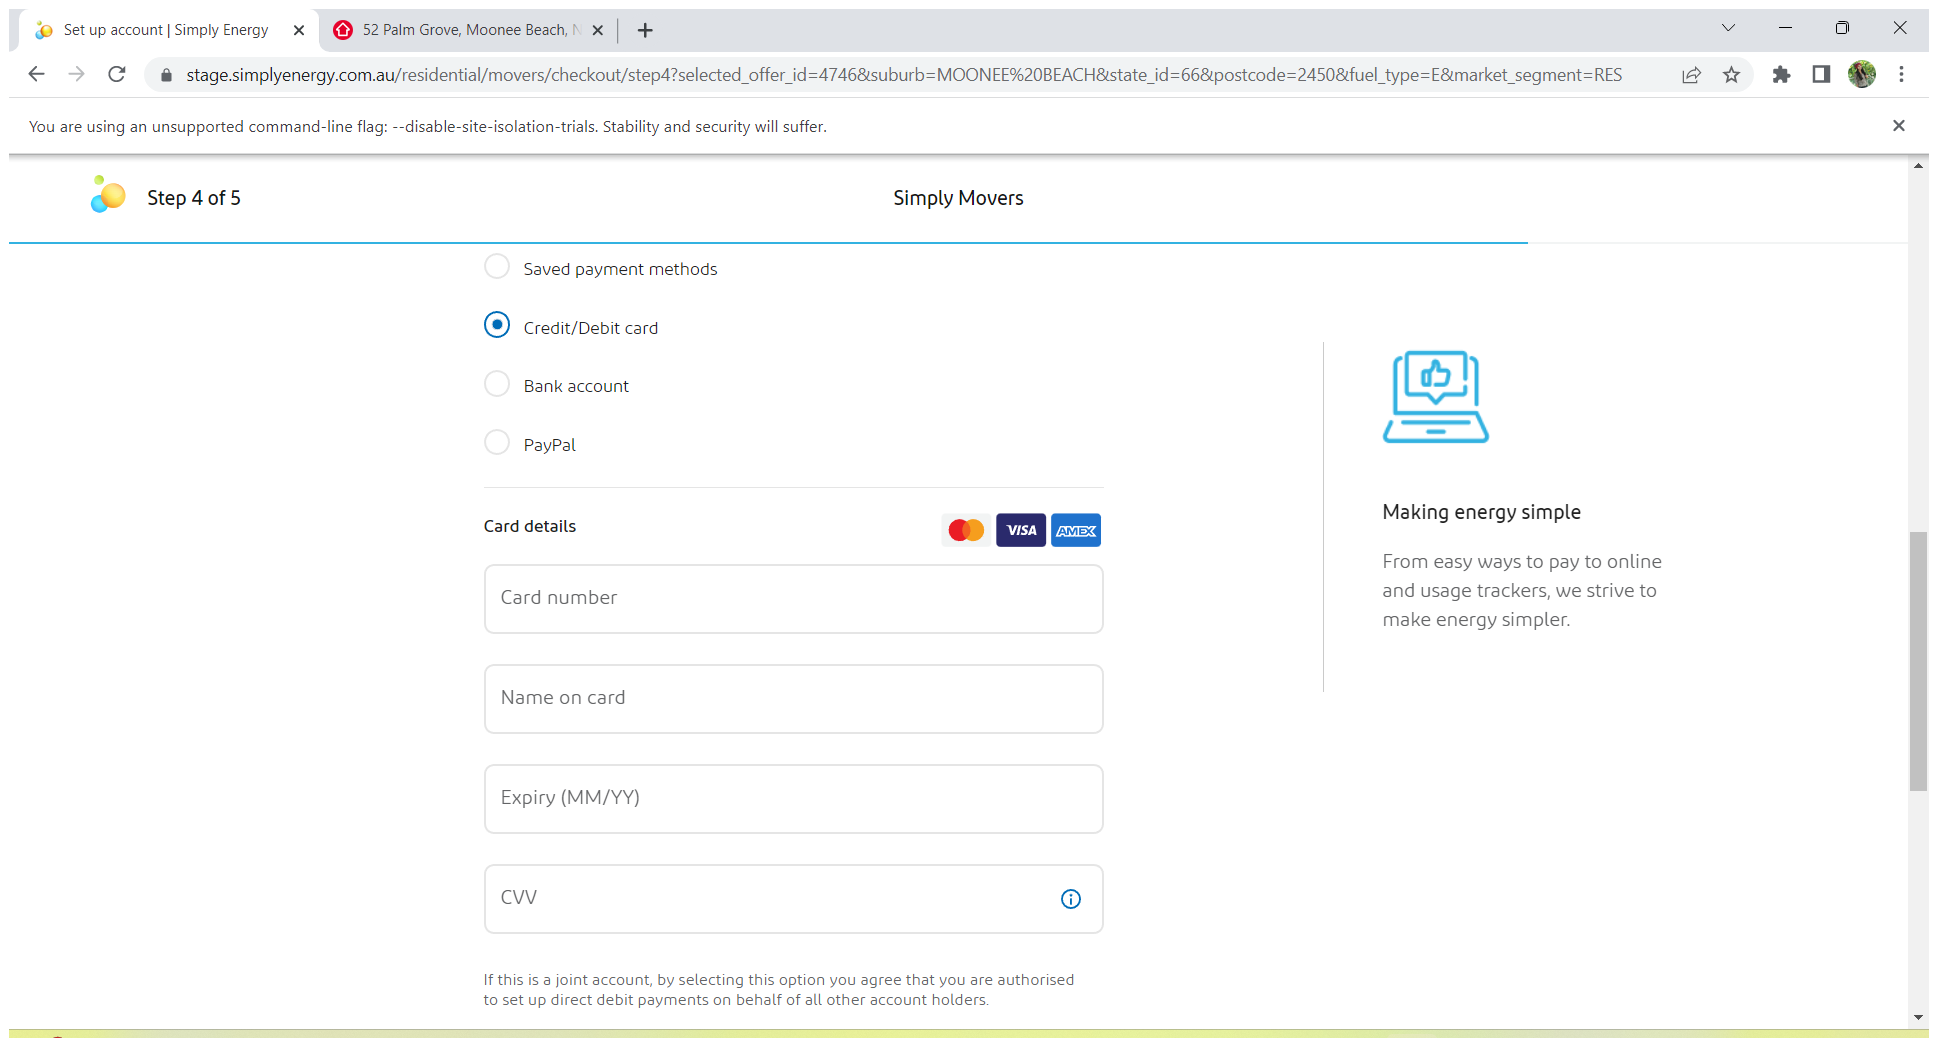 Set up account | Simply Energy
52 Palm Grove, Moonee Beach,
stage.simplyenergy.com.au/residential/movers/checkout/step4?selected_offer_id=4746&suburb=MOONEE%20BEACH&state_id=66&postcode=2450&fuel_type=E&market_segment=RES
You are using an unsupported command-line flag: --disable-site-isolation-trials. Stability and security will suffer.
Step 4 of 5
Simply Movers
Saved payment methods
Credit/Debit card
Bank account
PayPal
Card details
VISA
AMEX
Card number
Name on card
Expiry (MM/YY)
CVV
If this is a joint account, by selecting this option you agree that you are authorised
to set up direct debit payments on behalf of all other account holders.
Making energy simple
From easy ways to pay to online
and usage trackers, we strive to
make energy simpler.